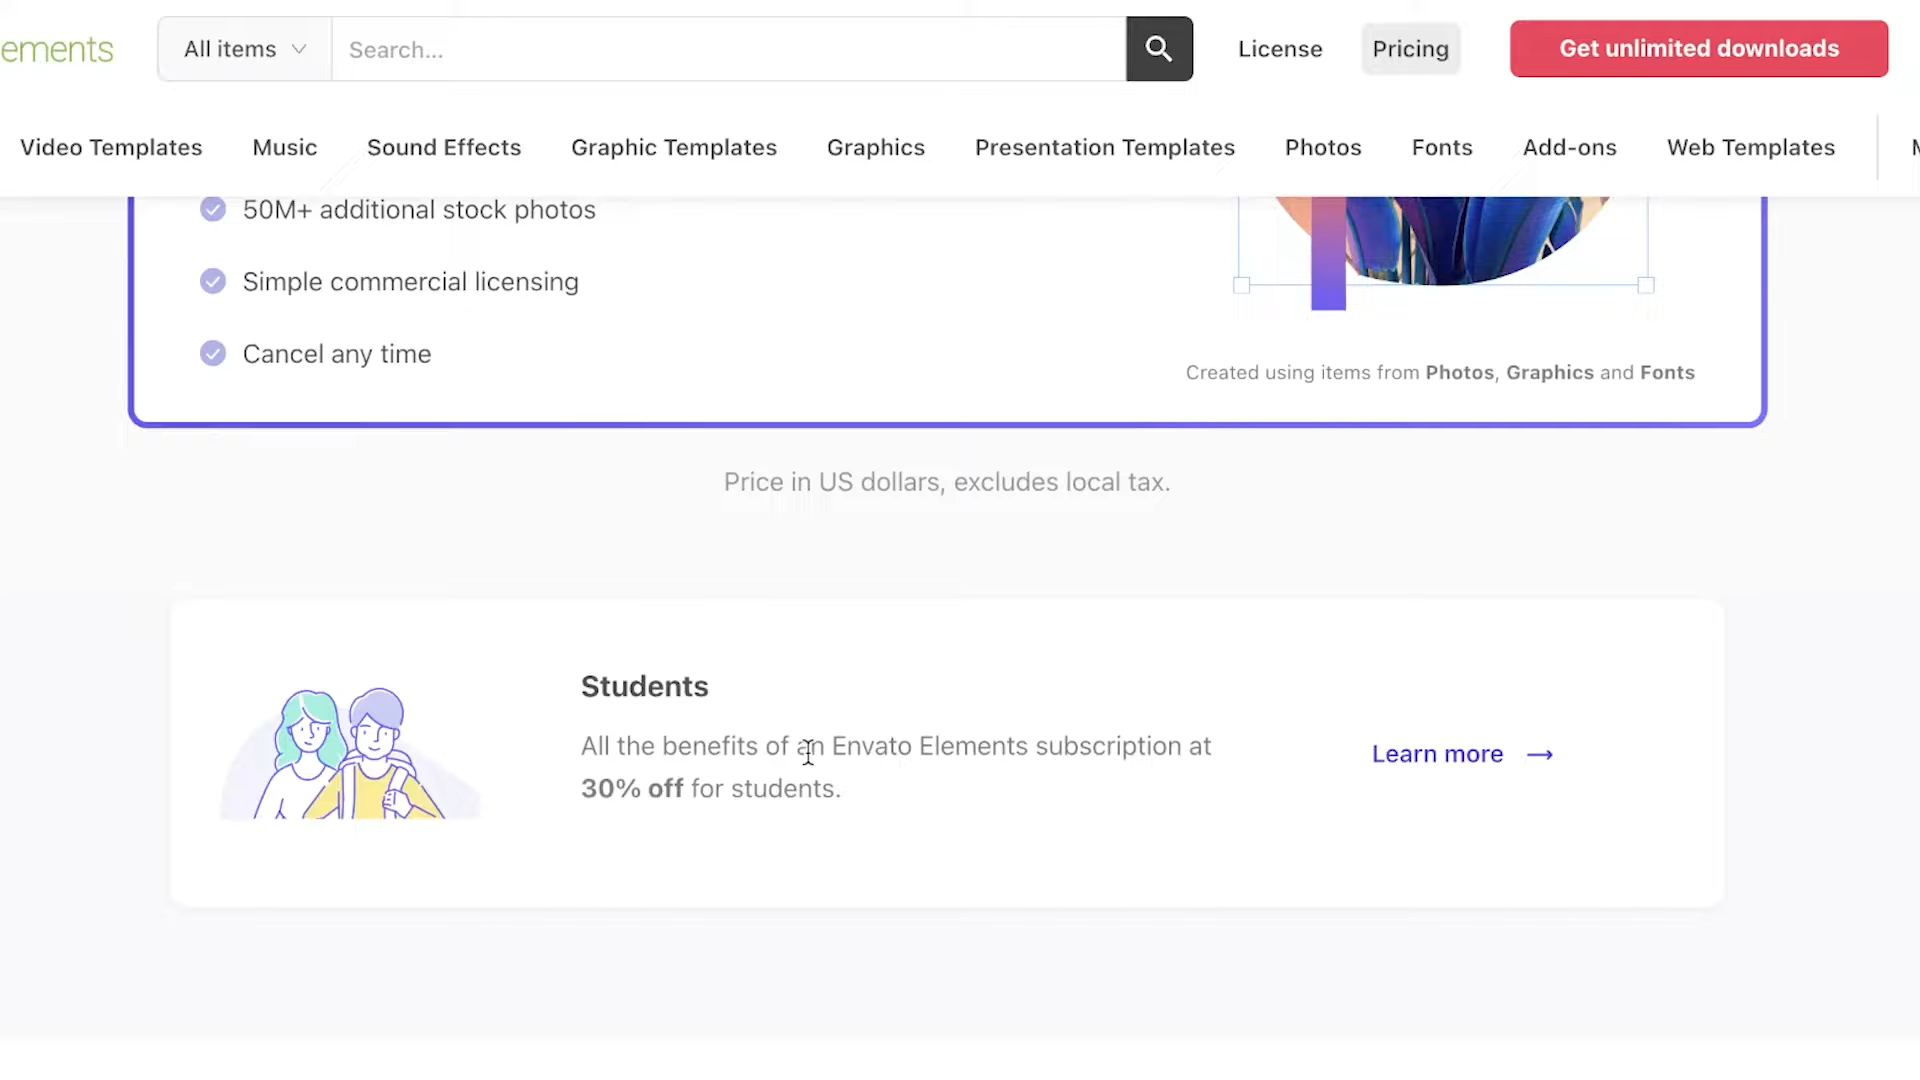 ements
All items
Search...
License
Pricing
Get unlimited downloads
Video Templates
Music
Sound Effects
Graphic Templates
Graphics
Presentation Templates
Photos
Fonts
Add-ons
Web Templates
50M+ additional stock photos
Simple commercial licensing
Cancel any time
Created using items from Photos, Graphics and Fonts
Price in US dollars, excludes local tax.
Students
All the benefits of an Envato Elements subscription at
30% off for students.
Learn more →